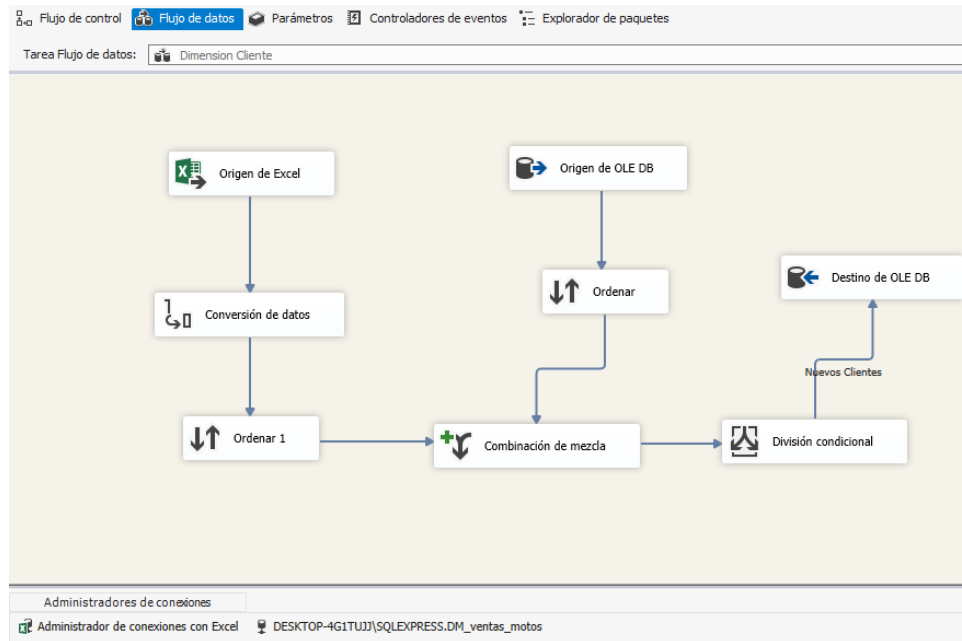 Flujo de control Flujo de datos Parámetros Controladores de eventos Explorador de paquetes
Tarea Flujo de datos: Dimension Cliente
Origen de Excel
Origen de OLE DB
Destino de OLE DB
Ordenar
Conversión de datos
Nuevos Clientes
Ordenar 1
Combinación de mezcla
División condicional
Administradores de conexiones
Administrador de conexiones con Excel DESKTOP-4G1TUJJ\SQLEXPRESS.DM_ventas_motos